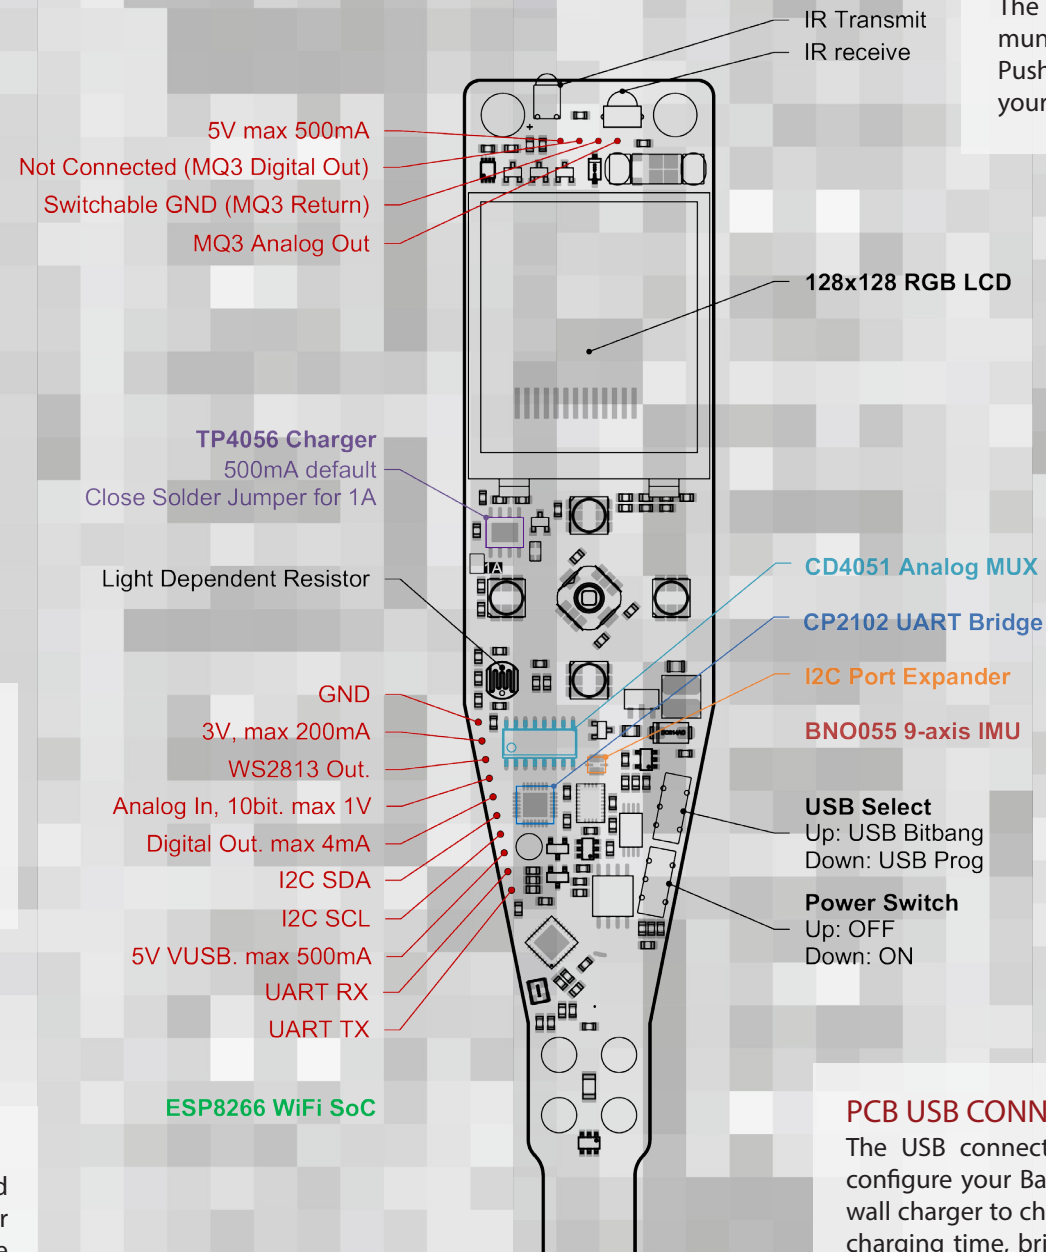 The
mun
Push
your
IR Transmit
IR receive
5V max 500mA
Not Connected (MQ3 Digital Out)
Switchable GND (MQ3 Return)
MQ3 Analog Out
+
128x128 RGB LCD
TP4056 Charger
500mA default
Close Solder Jumper for 1A
1A
Light Dependent Resistor
CD4051 Analog MUX
CP2102 UART Bridge
I2C Port Expander
BNO055 9-axis IMU
GND
3V, max 200mA
WS2813 Out.
Analog In, 10bit. max 1V
Digital Out. max 4mA
I2C SDA
I2C SCL
5V VUSB. max 500mA
UART RX
UART TX
USB Select
Up: USB Bitbang
Down: USB Prog
Power Switch
Up: OFF
Down: ON
ESP8266 WiFi SoC
PCB USB CONN
The USB connect
configure your Ba
wall charger to ch
charging time, bri
d
r
e